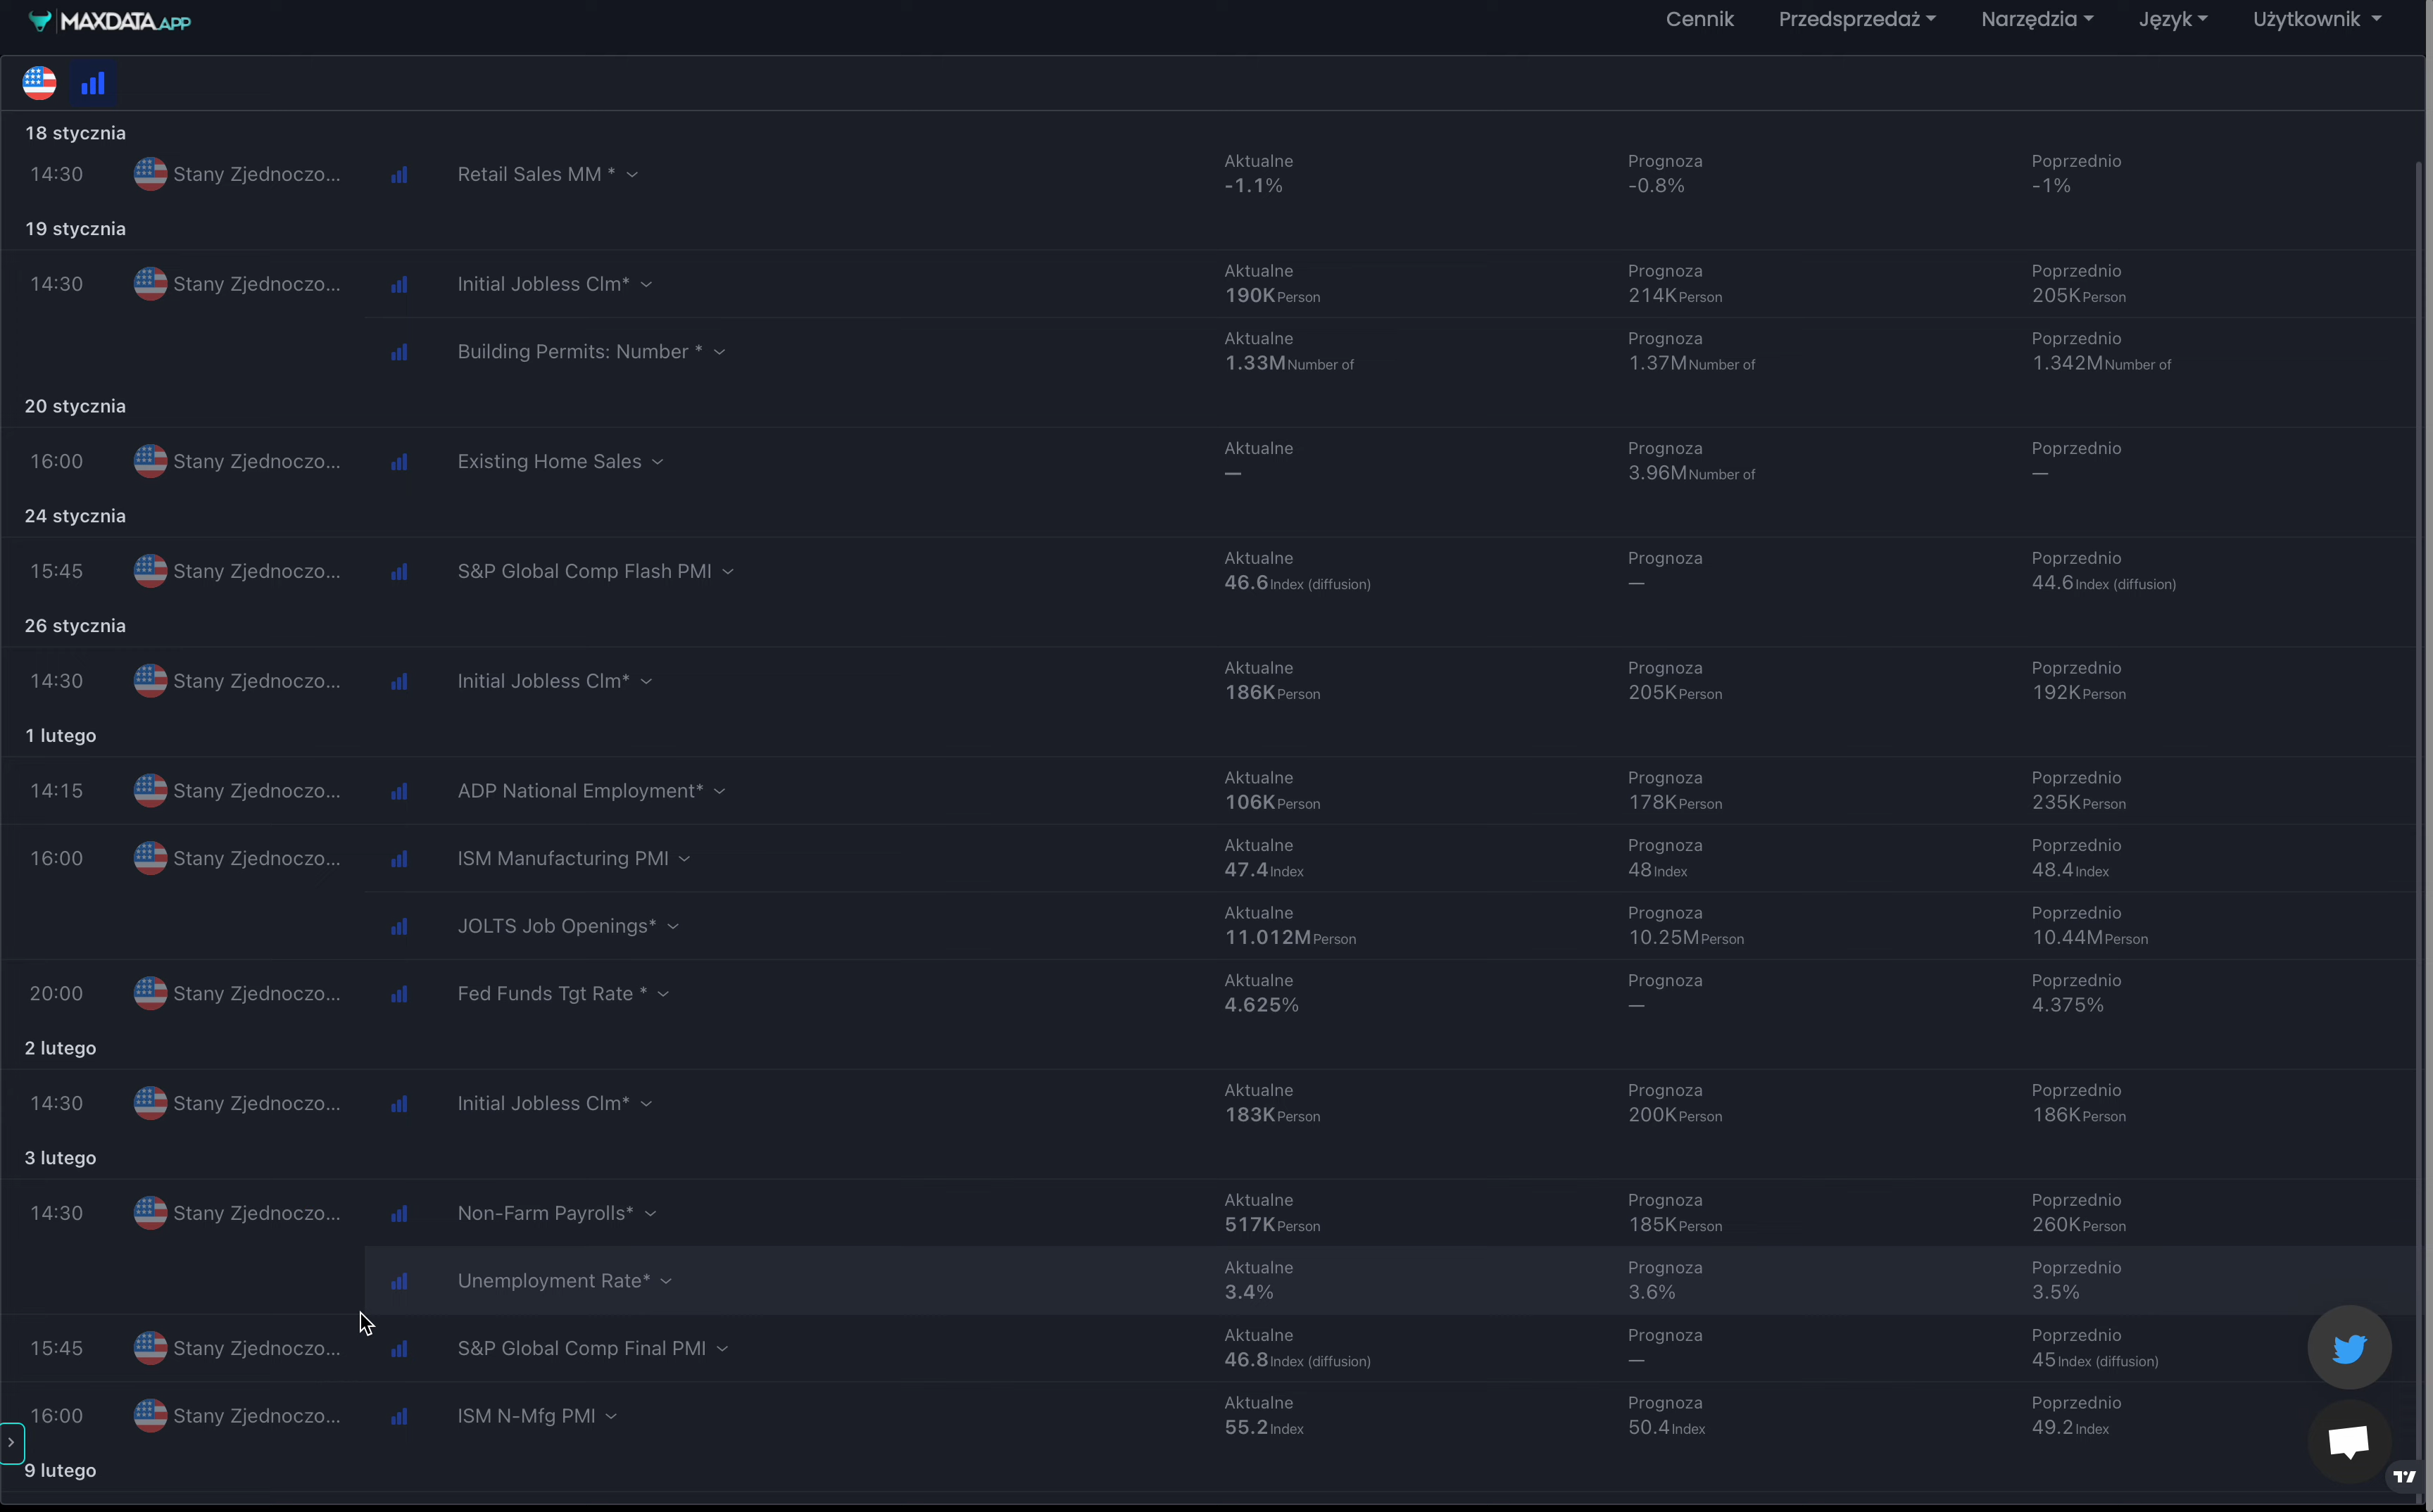 MAXDATA.APP
Cennik Przedsprzedaż Narzędzia Język Użytkownik
18 stycznia
14:30 Stany Zjednoczo... Retail Sales MM * Aktualne -1.1% Prognoza -0.8% Poprzednio -1%
19 stycznia
14:30 Stany Zjednoczo... Initial Jobless Clm* Aktualne 190K Person Prognoza 214K Person Poprzednio 205K Person
Building Permits: Number * Aktualne 1.33M Number of Prognoza 1.37M Number of Poprzednio 1.342M Number of
20 stycznia
16:00 Stany Zjednoczo... Existing Home Sales Aktualne — Prognoza 3.96M Number of Poprzednio —
24 stycznia
15:45 Stany Zjednoczo... S&P Global Comp Flash PMI Aktualne 46.6 Index (diffusion) Prognoza — Poprzednio 44.6 Index (diffusion)
26 stycznia
14:30 Stany Zjednoczo... Initial Jobless Clm* Aktualne 186K Person Prognoza 205K Person Poprzednio 192K Person
1 lutego
14:15 Stany Zjednoczo... ADP National Employment* Aktualne 106K Person Prognoza 178K Person Poprzednio 235K Person
16:00 Stany Zjednoczo... ISM Manufacturing PMI Aktualne 47.4 Index Prognoza 48 Index Poprzednio 48.4 Index
JOLTS Job Openings* Aktualne 11.012M Person Prognoza 10.25M Person Poprzednio 10.44M Person
20:00 Stany Zjednoczo... Fed Funds Tgt Rate * Aktualne 4.625% Prognoza — Poprzednio 4.375%
2 lutego
14:30 Stany Zjednoczo... Initial Jobless Clm* Aktualne 183K Person Prognoza 200K Person Poprzednio 186K Person
3 lutego
14:30 Stany Zjednoczo... Non-Farm Payrolls* Aktualne 517K Person Prognoza 185K Person Poprzednio 260K Person
Unemployment Rate* Aktualne 3.4% Prognoza 3.6% Poprzednio 3.5%
15:45 Stany Zjednoczo... S&P Global Comp Final PMI Aktualne 46.8 Index (diffusion) Prognoza — Poprzednio 45 Index (diffusion)
16:00 Stany Zjednoczo... ISM N-Mfg PMI Aktualne 55.2 Index Prognoza 50.4 Index Poprzednio 49.2 Index
9 lutego